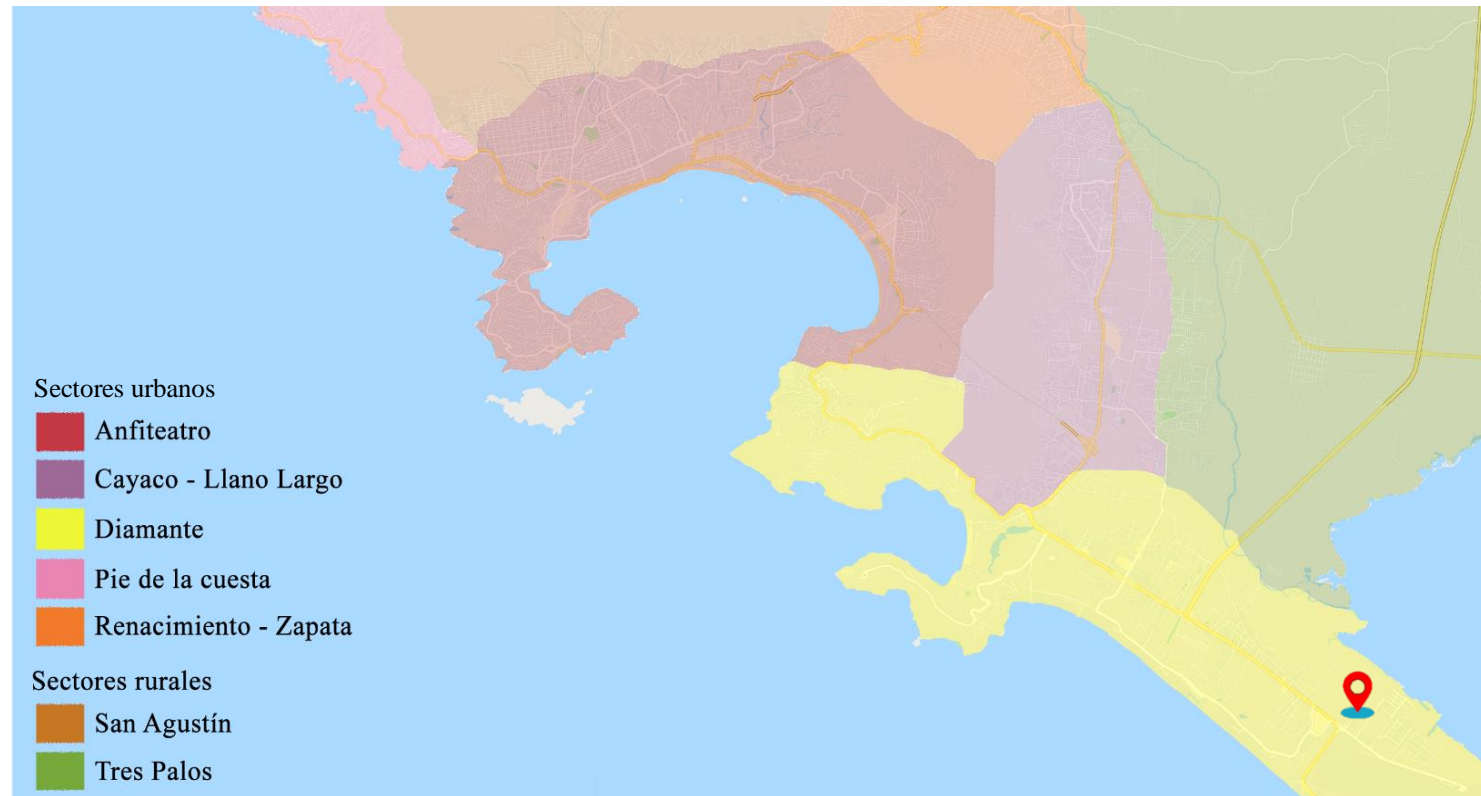 Sectores urbanos
Anfiteatro
Cayaco - Llano Largo
Diamante
Pie de la cuesta
Renacimiento - Zapata
Sectores rurales
San Agustín
Tres Palos